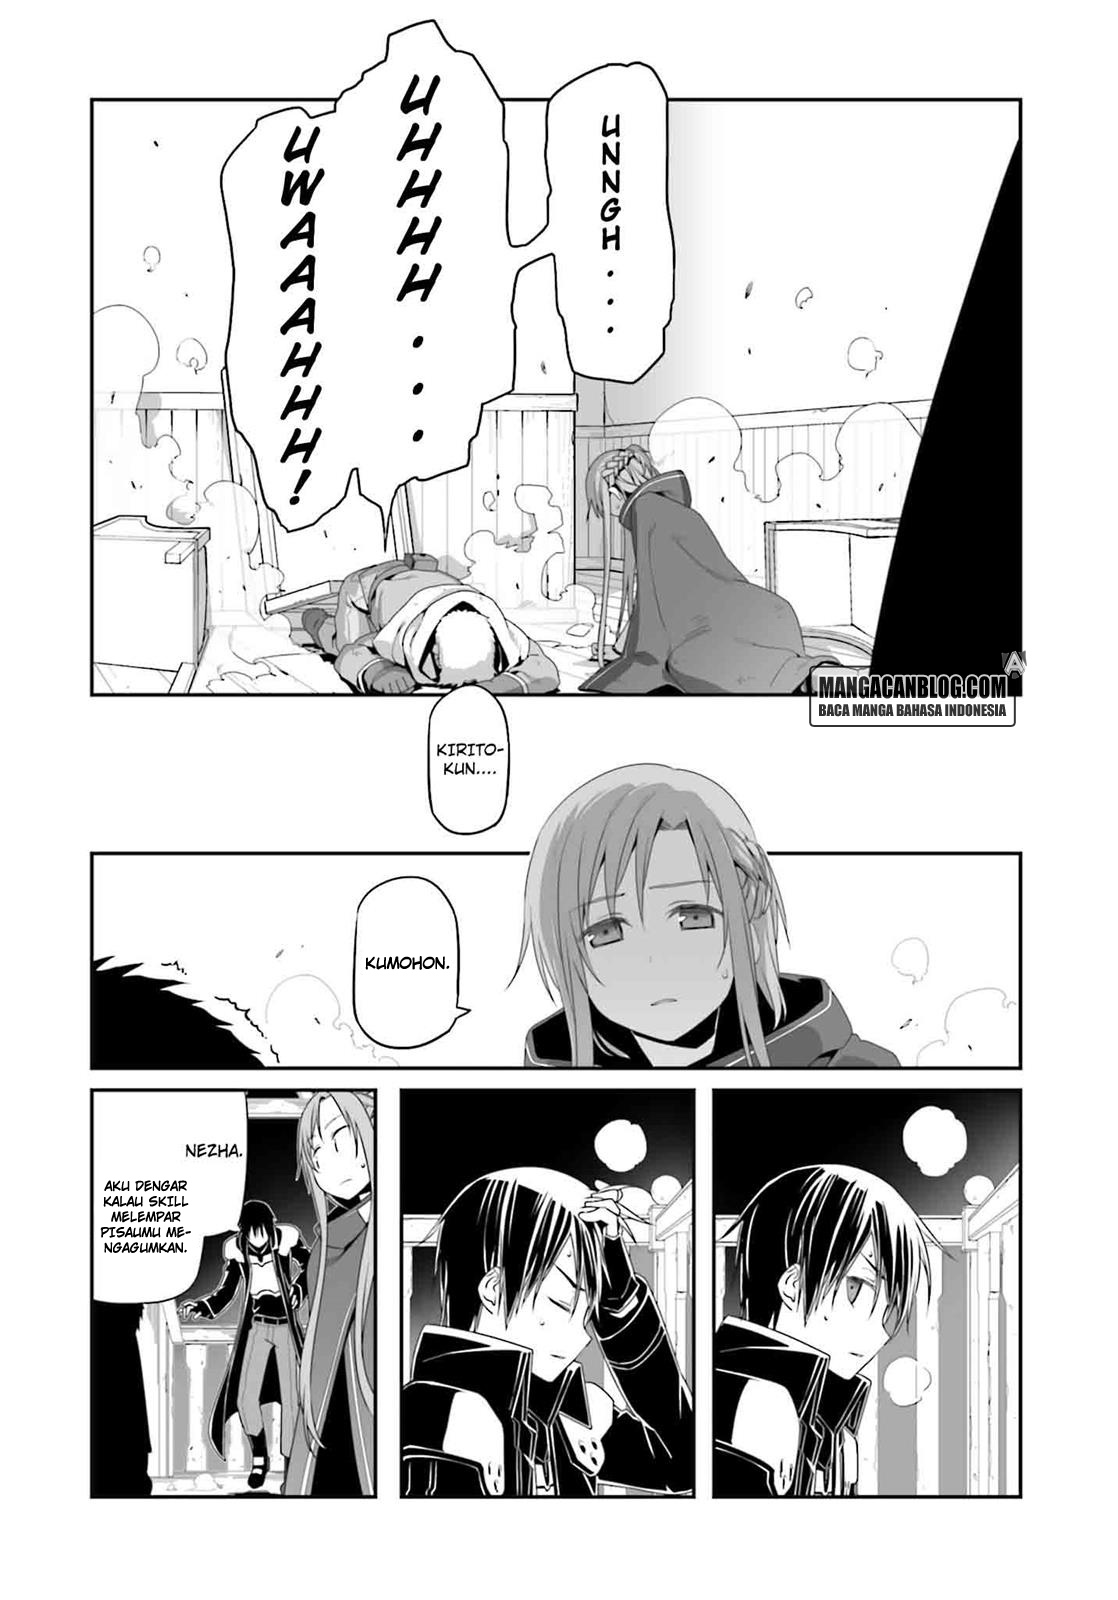 UNNGH....
UHHHH....
UWAAAHHH!
MANGACANBLOG.COM
BACA MANGA BAHASA INDONESIA
KIRITO-
KUN....
KUMOHON.
NEZHA.
AKU DENGAR
KALAU SKILL
MELEMPAR
PISAUMU ME-
NGAGUMKAN.